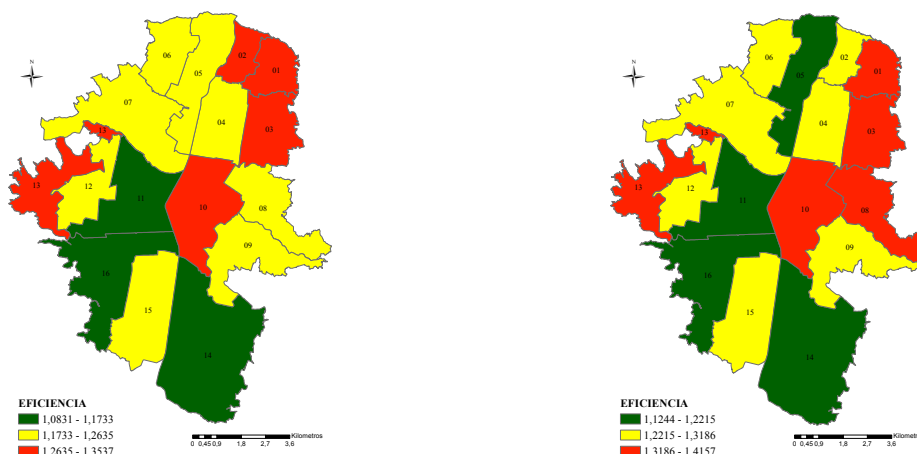 06
05
02
01
N
07
04
03
13
13
12
11
10
08
09
16
15
14
EFICIENCIA
1,0831 - 1,1733
1,1733 - 1,2635
1,2635 - 1,3537
Kilometros
0 0,45 0,9 1,8 2,7 3,6
06
05
02
01
N
07
04
03
13
13
12
11
10
08
09
16
15
14
EFICIENCIA
1,1244 - 1,2215
1,2215 - 1,3186
1,3186 - 1,4157
Kilometros
0 0,45 0,9 1,8 2,7 3,6